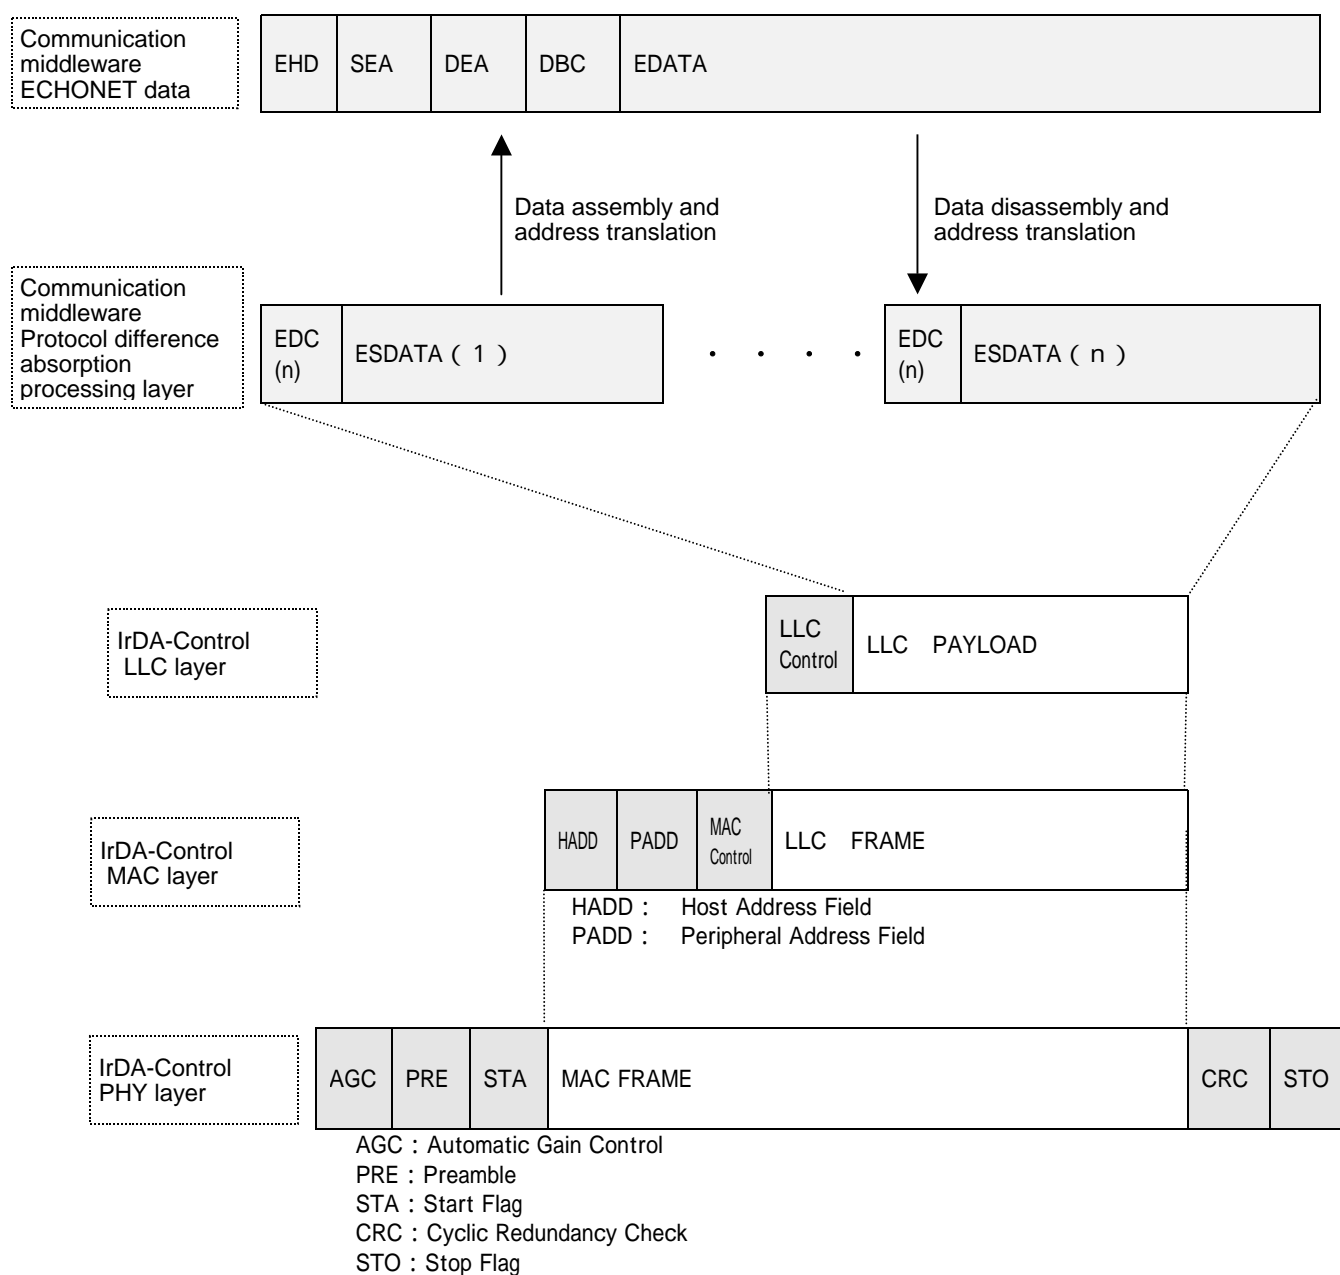 Communication
middleware
ECHONET data
EHD SEA DEA DBC EDATA
Data assembly and
address translation
Data disassembly and
address translation
Communication
middleware
Protocol difference
absorption
processing layer
EDC
(n)
ESDATA ( 1 )
・ ・ ・ ・
EDC
(n)
ESDATA ( n )
IrDA-Control
LLC layer
LLC
Control
LLC PAYLOAD
IrDA-Control
MAC layer
HADD PADD
MAC
Control
LLC FRAME
HADD : Host Address Field
PADD : Peripheral Address Field
IrDA-Control
PHY layer
AGC PRE STA MAC FRAME CRC STO
AGC : Automatic Gain Control
PRE : Preamble
STA : Start Flag
CRC : Cyclic Redundancy Check
STO : Stop Flag